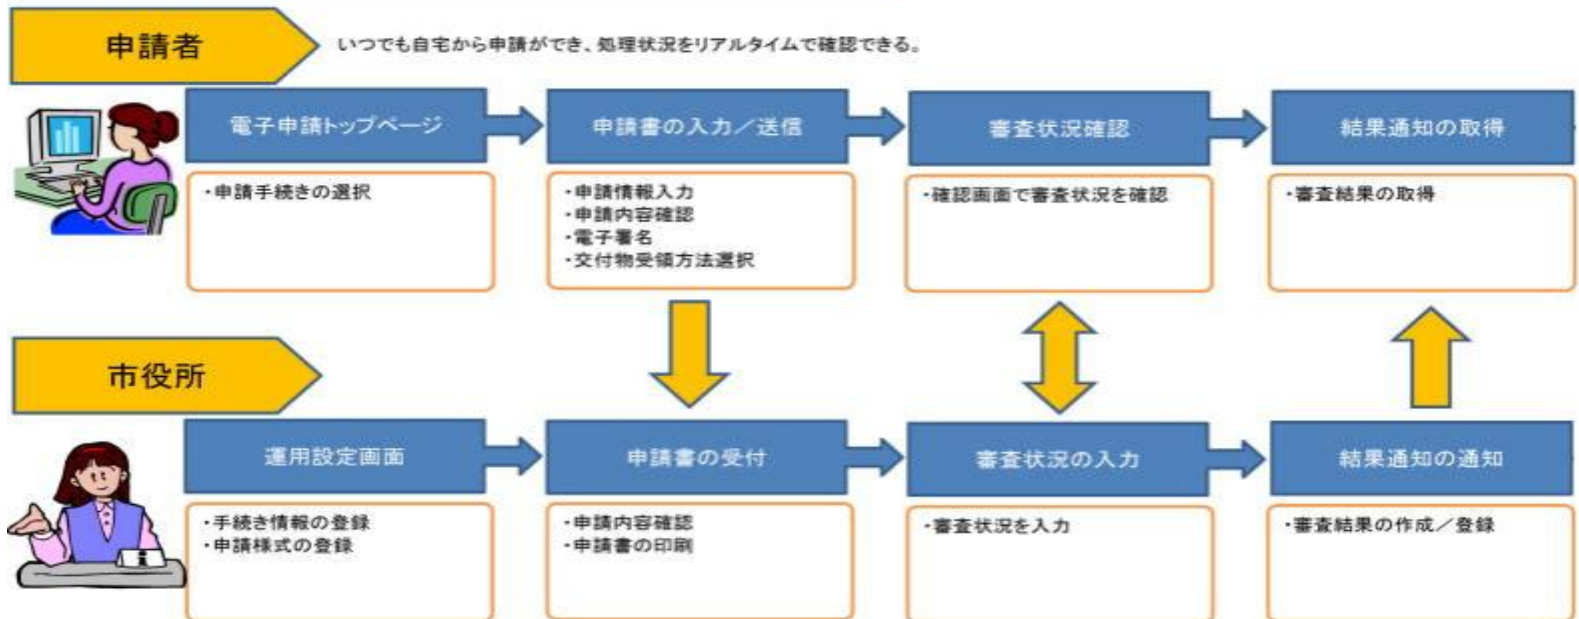 申請者
いつでも自宅から申請ができ、処理状況をリアルタイムで確認できる。
電子申請トップページ
申請書の入力／送信
審査状況確認
結果通知の取得
・申請手続きの選択
・申請情報入力
・申請内容確認
・電子署名
・交付物受領方法選択
・確認画面で審査状況を確認
・審査結果の取得
市役所
運用設定画面
申請書の受付
審査状況の入力
結果通知の通知
・手続き情報の登録
・申請様式の登録
・申請内容確認
・申請書の印刷
・審査状況を入力
・審査結果の作成／登録